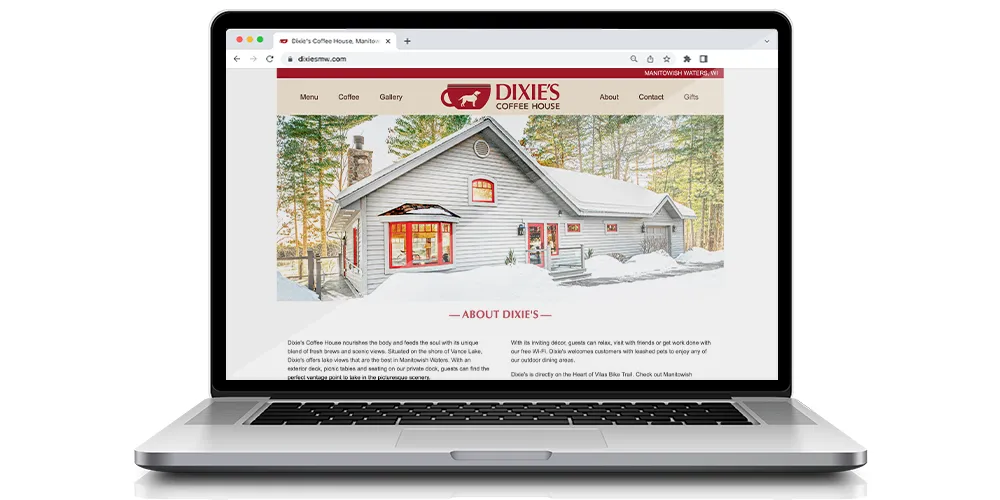 Dixie's Coffee House, Manitow
dixiesmw.com
MANITOWISH WATERS, WI
Menu Coffee Gallery DIXIE'S COFFEE HOUSE About Contact Gifts
— ABOUT DIXIE'S —
Dixie's Coffee House nourishes the body and feeds the soul with its unique
blend of fresh brews and scenic views. Situated on the shore of Vance Lake,
Dixie's offers lake views that are the best in Manitowish Waters. With an
exterior deck, picnic tables and seating on our private dock, guests can find the
perfect vantage point to take in the picturesque scenery.
With its inviting décor, guests can relax, visit with friends or get work done with
our free Wi-Fi. Dixie's welcomes customers with leashed pets to enjoy any of
our outdoor dining areas.
Dixie's is directly on the Heart of Vilas Bike Trail. Check out Manitowish